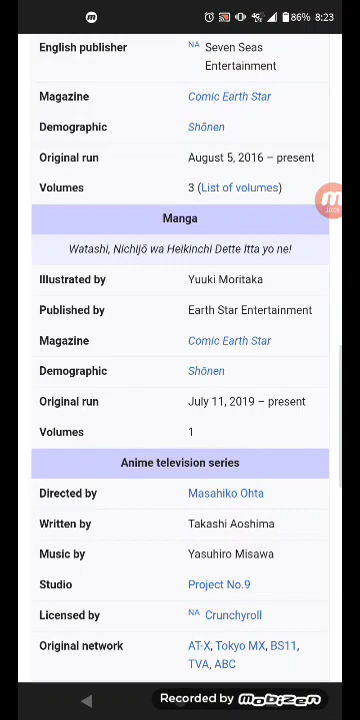 86% 8:23
English publisher
NA Seven Seas
Entertainment
Magazine
Comic Earth Star
Demographic
Shōnen
Original run
August 5, 2016 – present
Volumes
3 (List of volumes)
Manga
Watashi, Nichijō wa Heikinchi Dette Itta yo ne!
Illustrated by
Yuuki Moritaka
Published by
Earth Star Entertainment
Magazine
Comic Earth Star
Demographic
Shōnen
Original run
July 11, 2019 – present
Volumes
1
Anime television series
Directed by
Masahiko Ohta
Written by
Takashi Aoshima
Music by
Yasuhiro Misawa
Studio
Project No.9
Licensed by
NA Crunchyroll
Original network
AT-X, Tokyo MX, BS11,
TVA, ABC
Recorded by mobizen